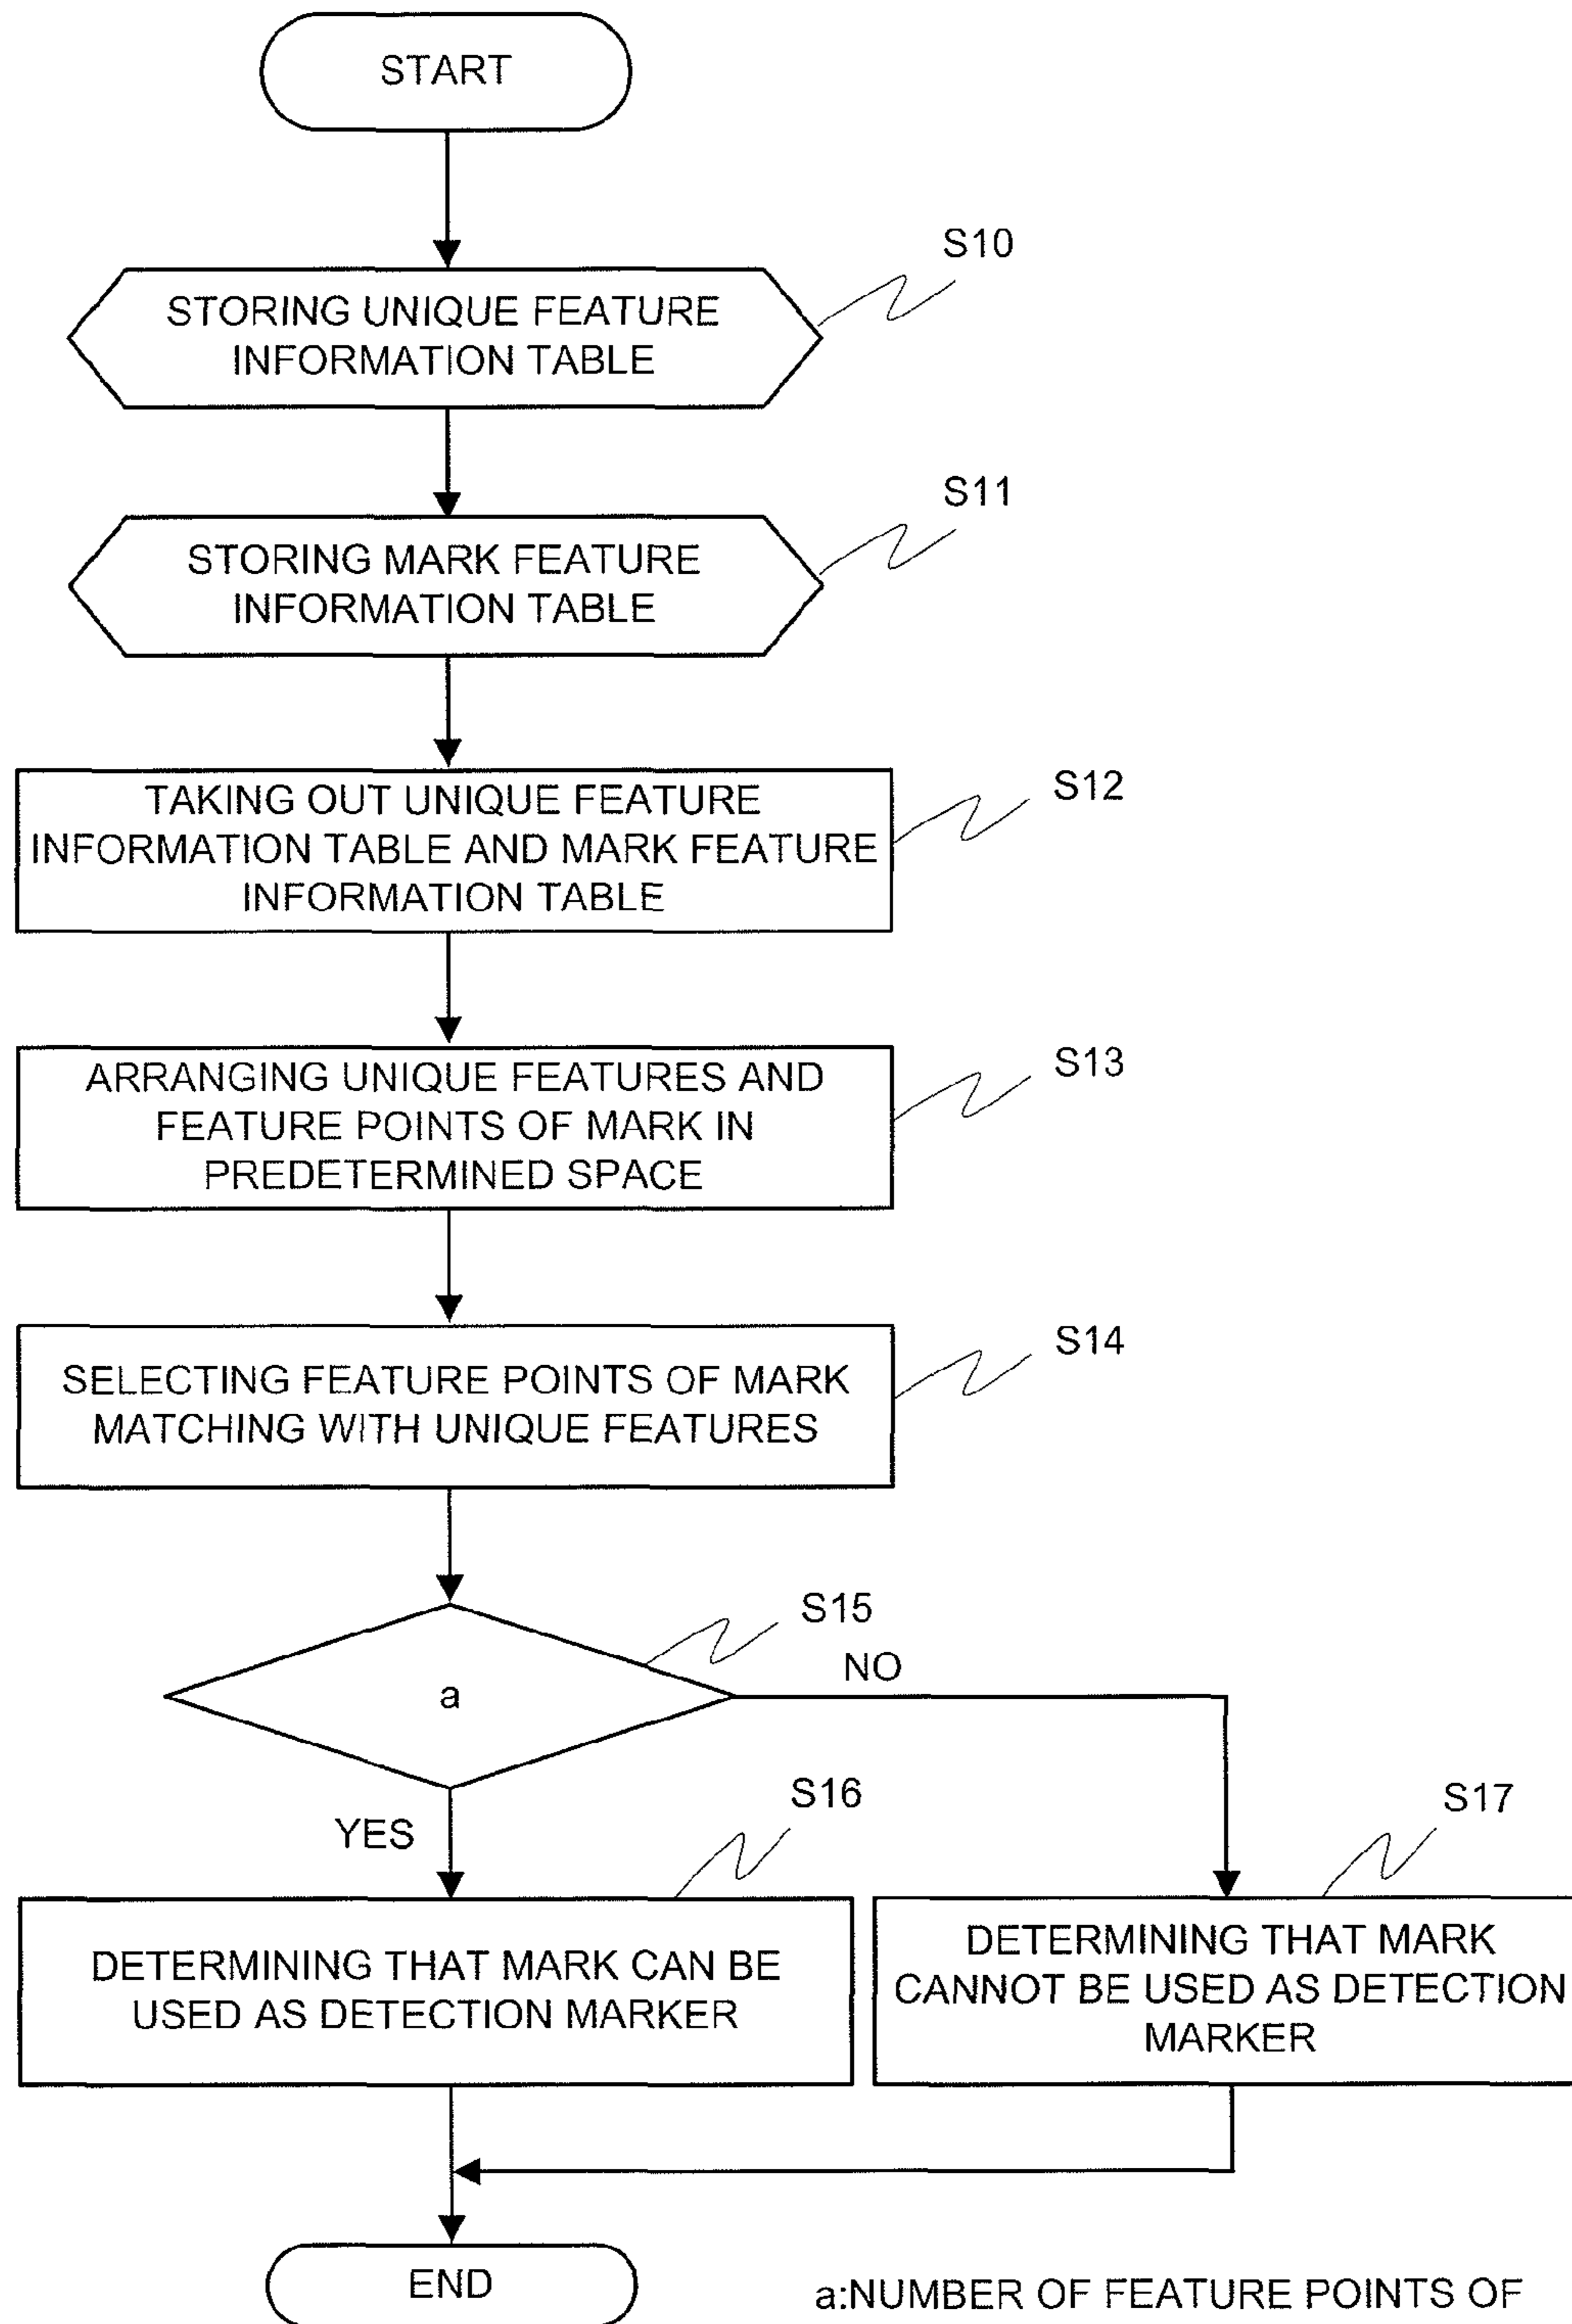 START
S10
STORING UNIQUE FEATURE
INFORMATION TABLE
S11
STORING MARK FEATURE
INFORMATION TABLE
S12
TAKING OUT UNIQUE FEATURE
INFORMATION TABLE AND MARK FEATURE
INFORMATION TABLE
S13
ARRANGING UNIQUE FEATURES AND
FEATURE POINTS OF MARK IN
PREDETERMINED SPACE
S14
SELECTING FEATURE POINTS OF MARK
MATCHING WITH UNIQUE FEATURES
S15
a
NO
YES
S16
DETERMINING THAT MARK CAN BE
USED AS DETECTION MARKER
S17
DETERMINING THAT MARK
CANNOT BE USED AS DETECTION
MARKER
END
a:NUMBER OF FEATURE POINTS OF